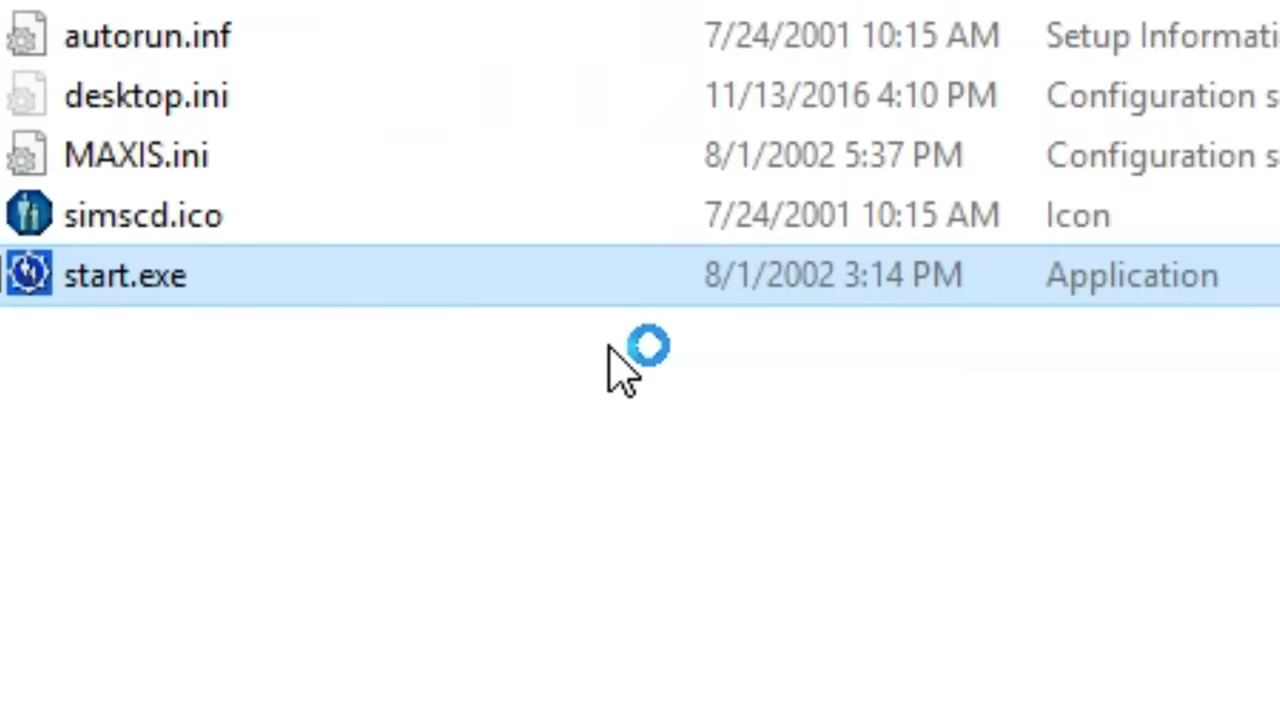 autorun.inf 7/24/2001 10:15 AM Setup Informati
desktop.ini 11/13/2016 4:10 PM Configuration s
MAXIS.ini 8/1/2002 5:37 PM Configuration s
simscd.ico 7/24/2001 10:15 AM Icon
start.exe 8/1/2002 3:14 PM Application